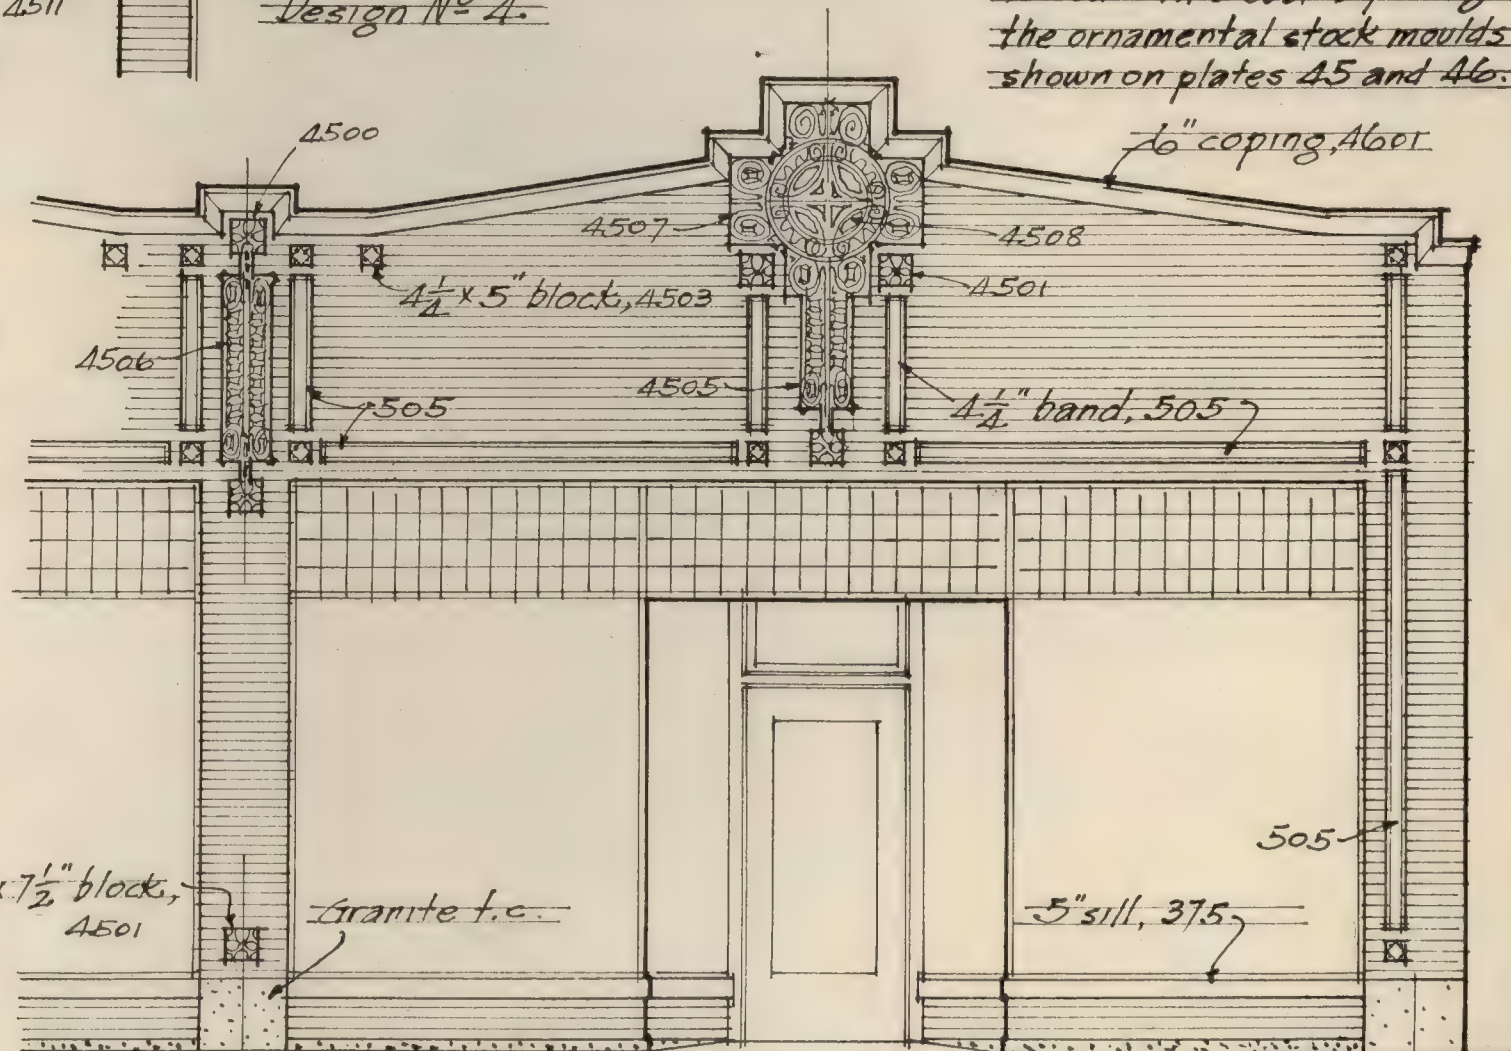 4511
Design Nº 4.
the ornamental stock moulds
shown on plates 45 and 46.
4500
6" coping, 4601
4507
4508
4¼ x 5" block, 4503
4501
4506
505
4505
4¼" band, 505
505
x 7½" block,
4501
Granite t.c.
5" sill, 375